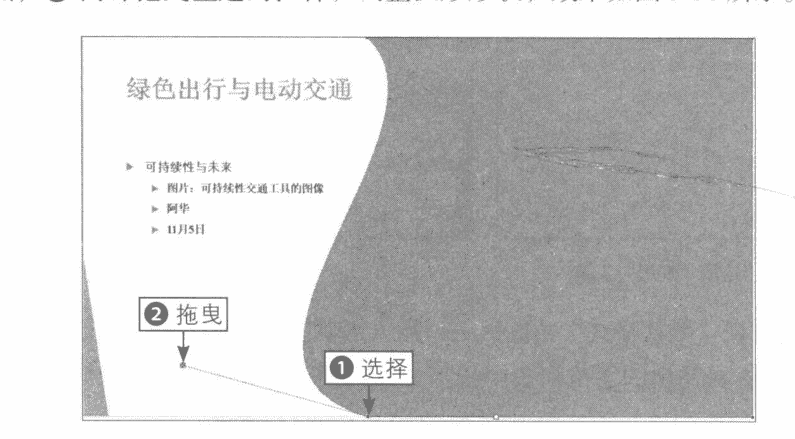 绿色出行与电动交通
▶ 可持续性与未来
▶ 图片：可持续性交通工具的图像
▶ 阿华
▶ 11月5日
❷ 拖曳
❶ 选择